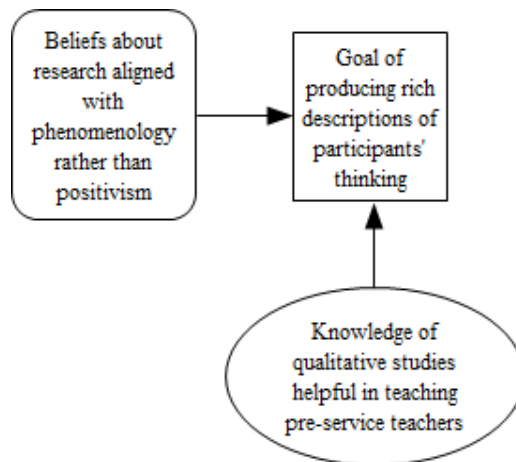 Beliefs about
research aligned
with
phenomenology
rather than
positivism
Goal of
producing rich
descriptions of
participants'
thinking
Knowledge of
qualitative studies
helpful in teaching
pre-service teachers